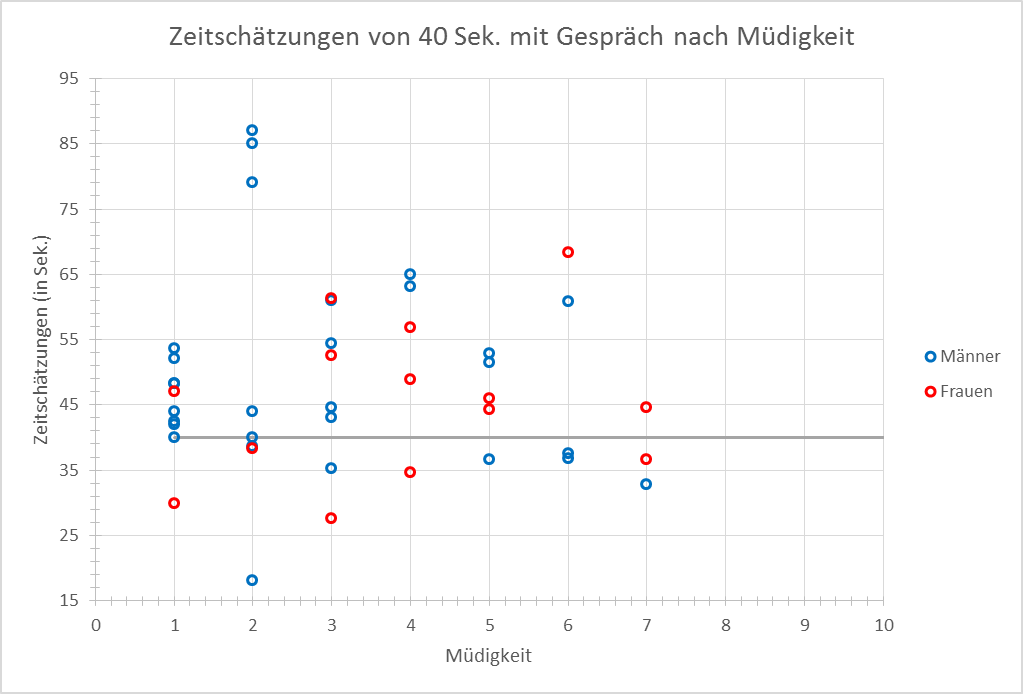 Zeitschätzungen von 40 Sek. mit Gespräch nach Müdigkeit
Zeitschätzungen (in Sek.)
95
85
75
65
55
45
35
25
15
0 1 2 3 4 5 6 7 8 9 10
Müdigkeit
Männer
Frauen